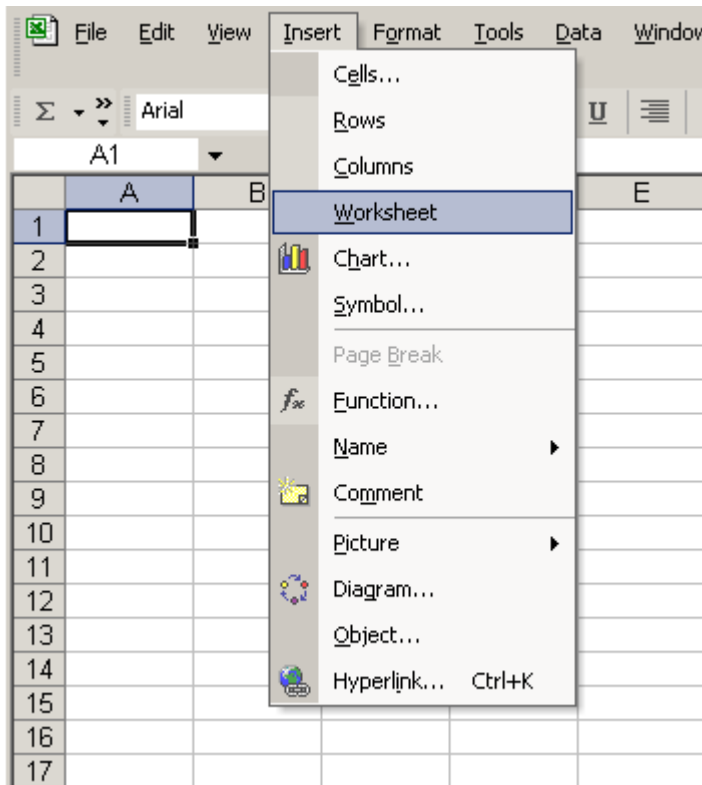 File Edit View Insert Format Tools Data Window
Σ Arial U
A1
A B E
Cells...
Rows
Columns
Worksheet
Chart...
Symbol...
Page Break
fx Function...
Name
Comment
Picture
Diagram...
Object...
Hyperlink... Ctrl+K
1
2
3
4
5
6
7
8
9
10
11
12
13
14
15
16
17